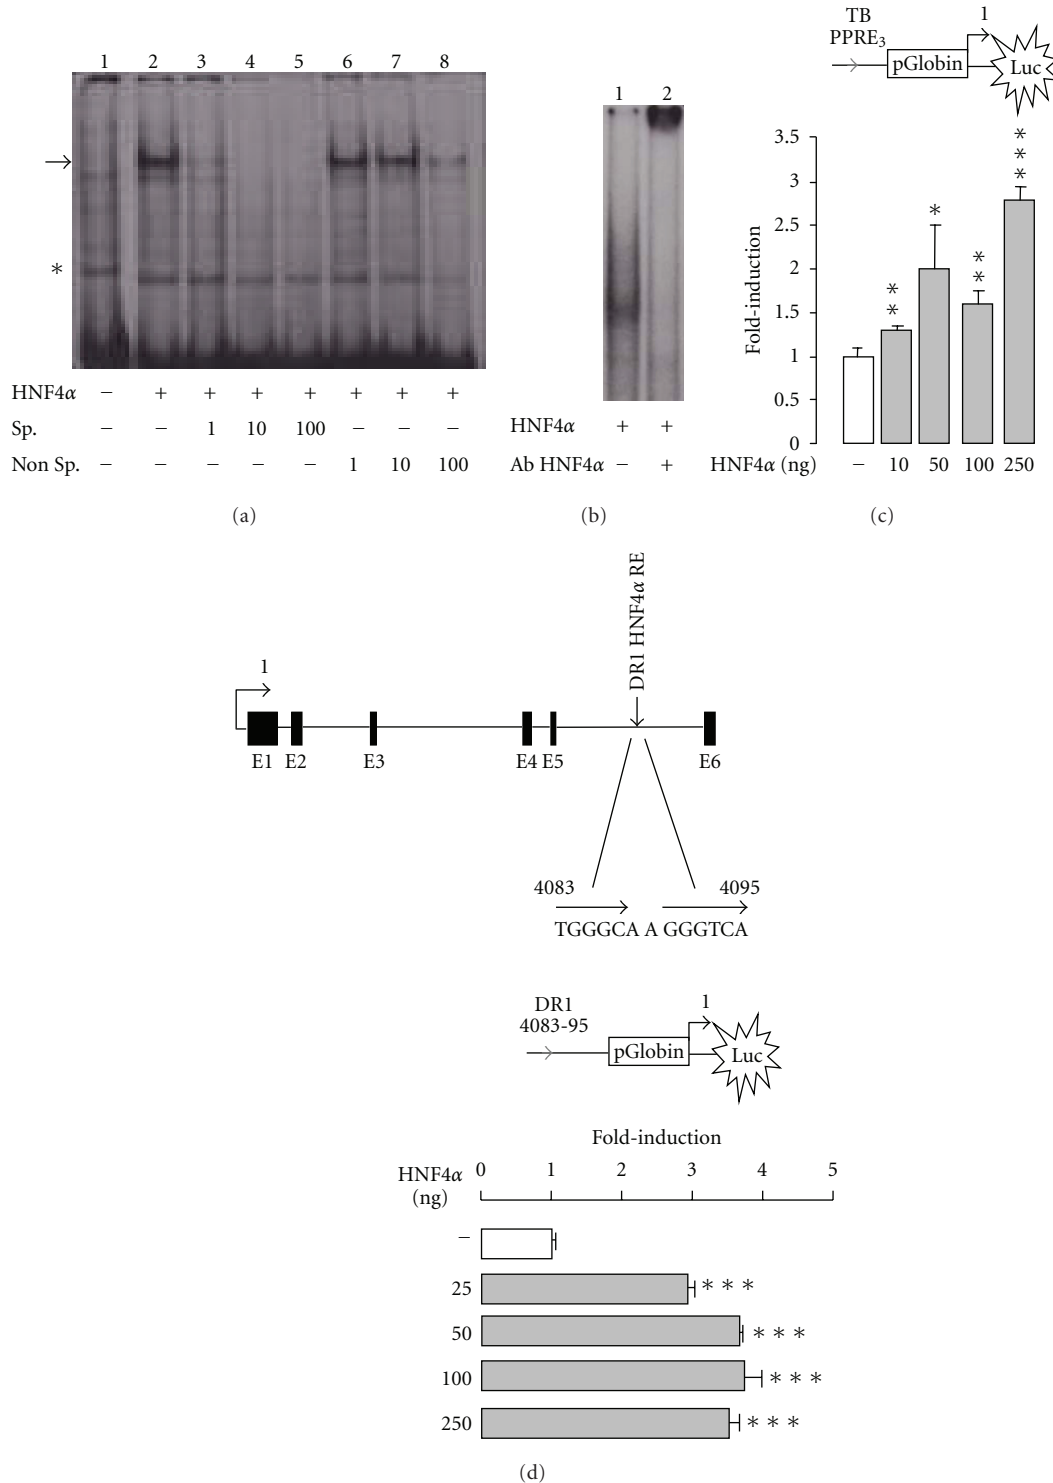 1 2 3 4 5 6 7 8
*
HNF4α − + + + + + + +
Sp. − − 1 10 100 − − −
Non Sp. − − − − − 1 10 100
(a)
1 2
HNF4α + +
Ab HNF4α − +
(b)
TB
PPRE3
1
pGlobin
Luc
Fold-induction
3.5
3
2.5
2
1.5
1
0.5
0
* *
*
* *
* * *
HNF4α (ng) − 10 50 100 250
(c)
DR1 HNF4α RE
1
E1 E2 E3 E4 E5 E6
4083 4095
TGGGCA A GGGTCA
DR1
4083-95
1
pGlobin
Luc
Fold-induction
HNF4α
(ng)
0 1 2 3 4 5
−
25 * * *
50 * * *
100 * * *
250 * * *
(d)